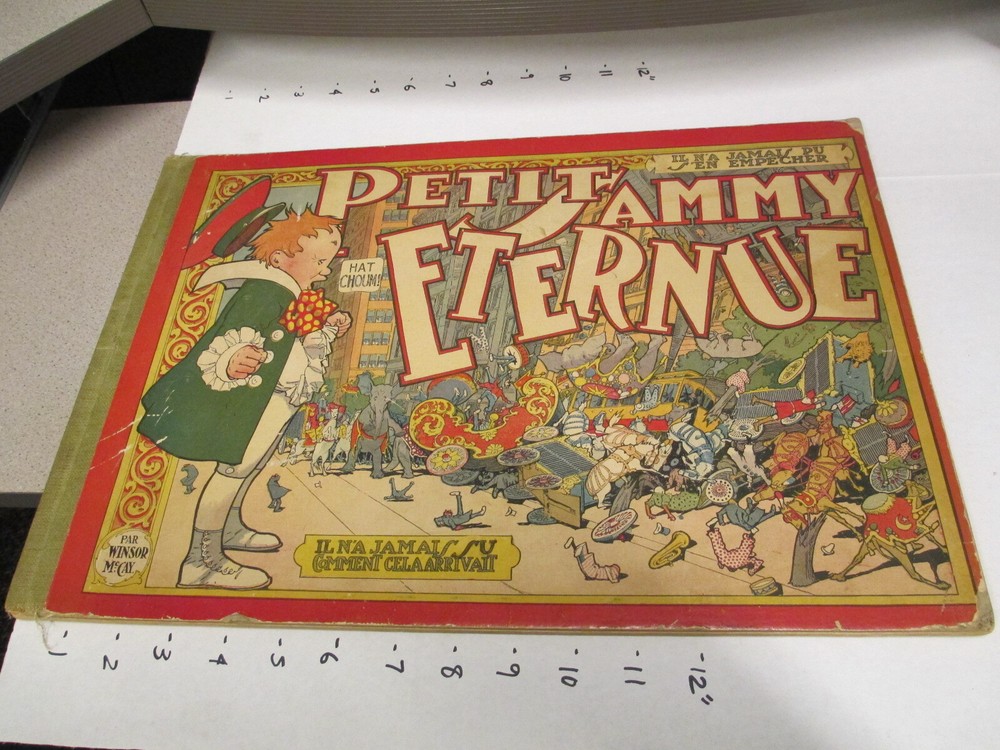 -1 -2 -3 -4 -5 -6 -7 -8 -9 -10 -11 -12"
IL N'A JAMAIS PU
S'EN EMPECHER
PETIT SAMMY
ETERNUE
HAT
CHOUM!
PAR
WINSOR
McCAY
IL N'A JAMAIS SU
COMMENT CELA ARRIVAIT
-1 -2 -3 -4 -5 -6 -7 -8 -9 -10 -11 -12"